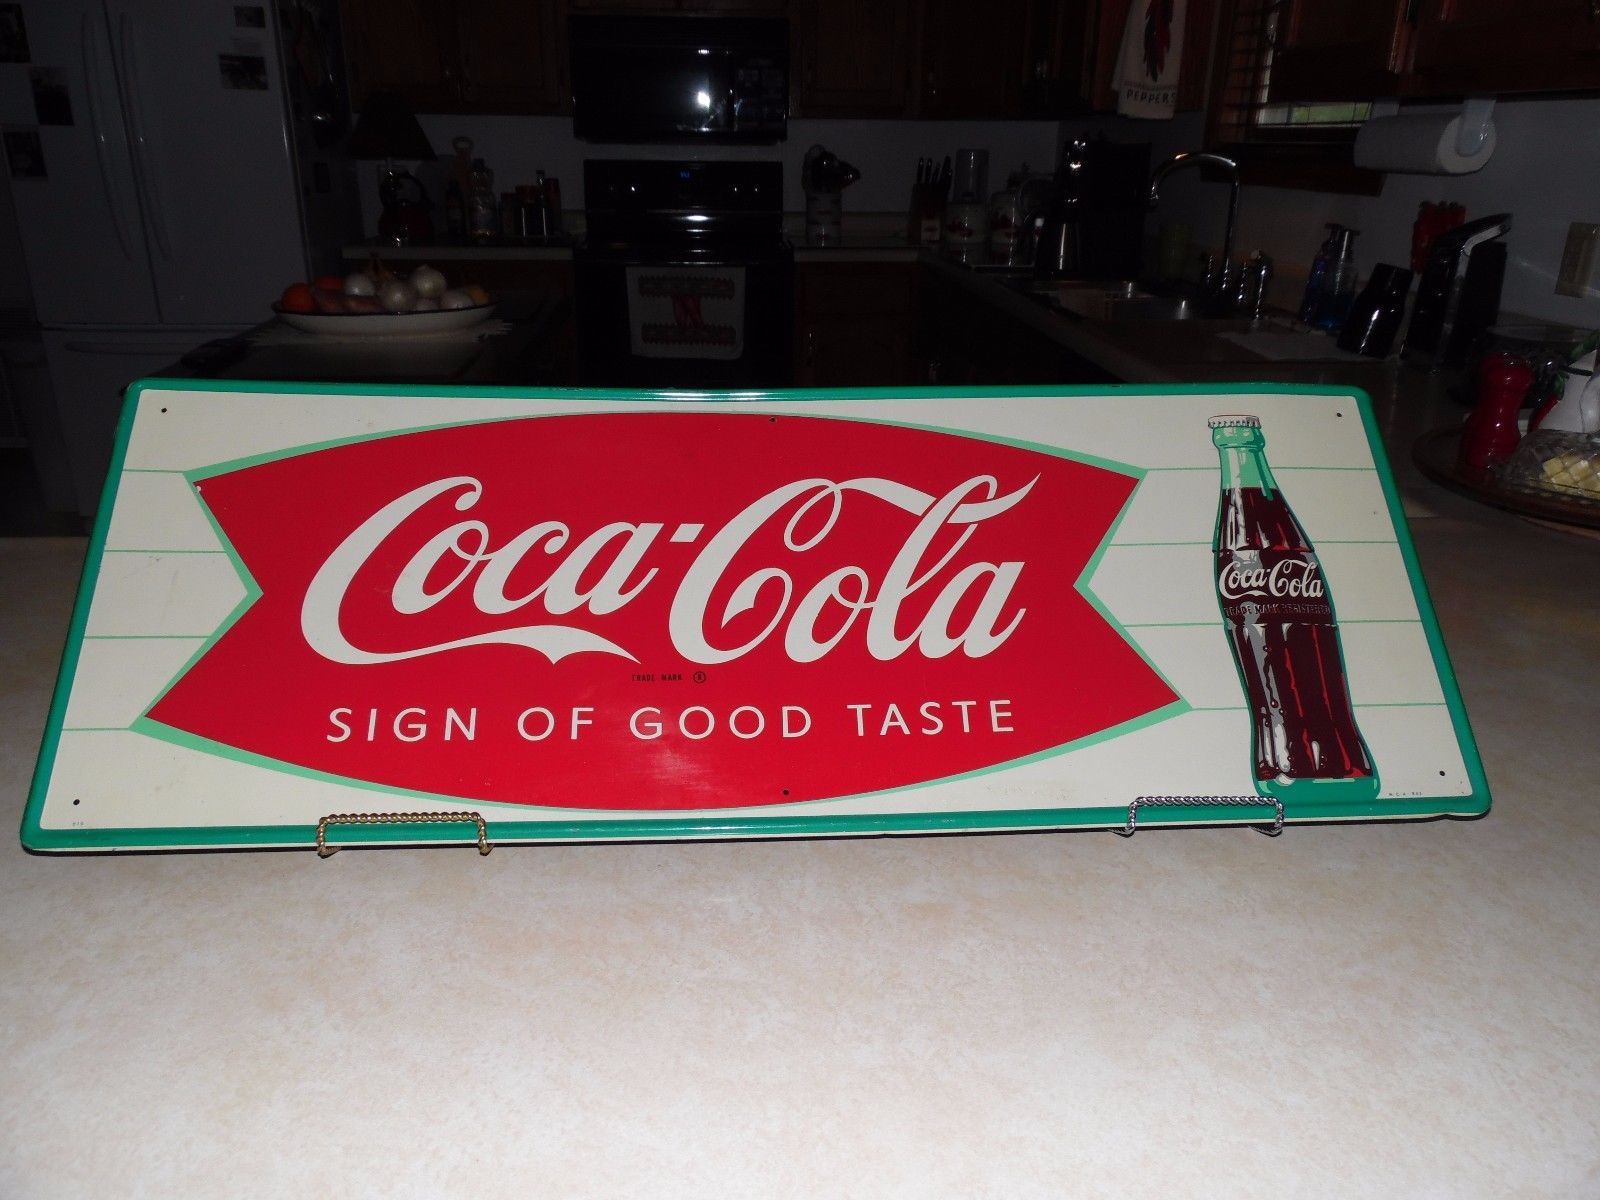 PEPPERS
Coca-Cola
TRADE MARK ®
SIGN OF GOOD TASTE
Coca-Cola
TRADE MARK REGISTERED